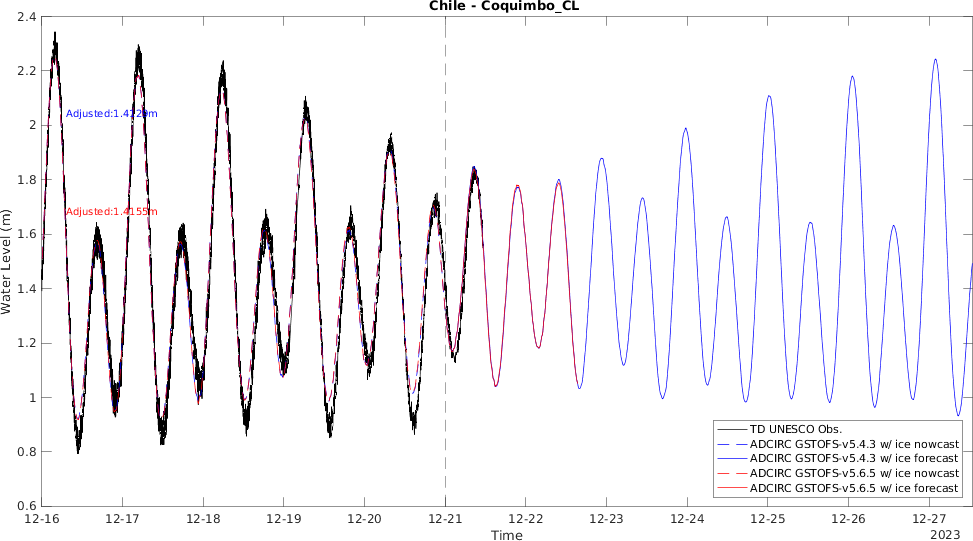 Chile - Coquimbo_CL
2.4
2.2
2
1.8
1.6
1.4
1.2
1
0.8
0.6
Water Level (m)
Adjusted:1.4155m
TD UNESCO Obs.
ADCIRC GSTOFS-v5.4.3 w/ ice nowcast
ADCIRC GSTOFS-v5.4.3 w/ ice forecast
ADCIRC GSTOFS-v5.6.5 w/ ice nowcast
ADCIRC GSTOFS-v5.6.5 w/ ice forecast
12-16 12-17 12-18 12-19 12-20 12-21 12-22 12-23 12-24 12-25 12-26 12-27
2023
Time